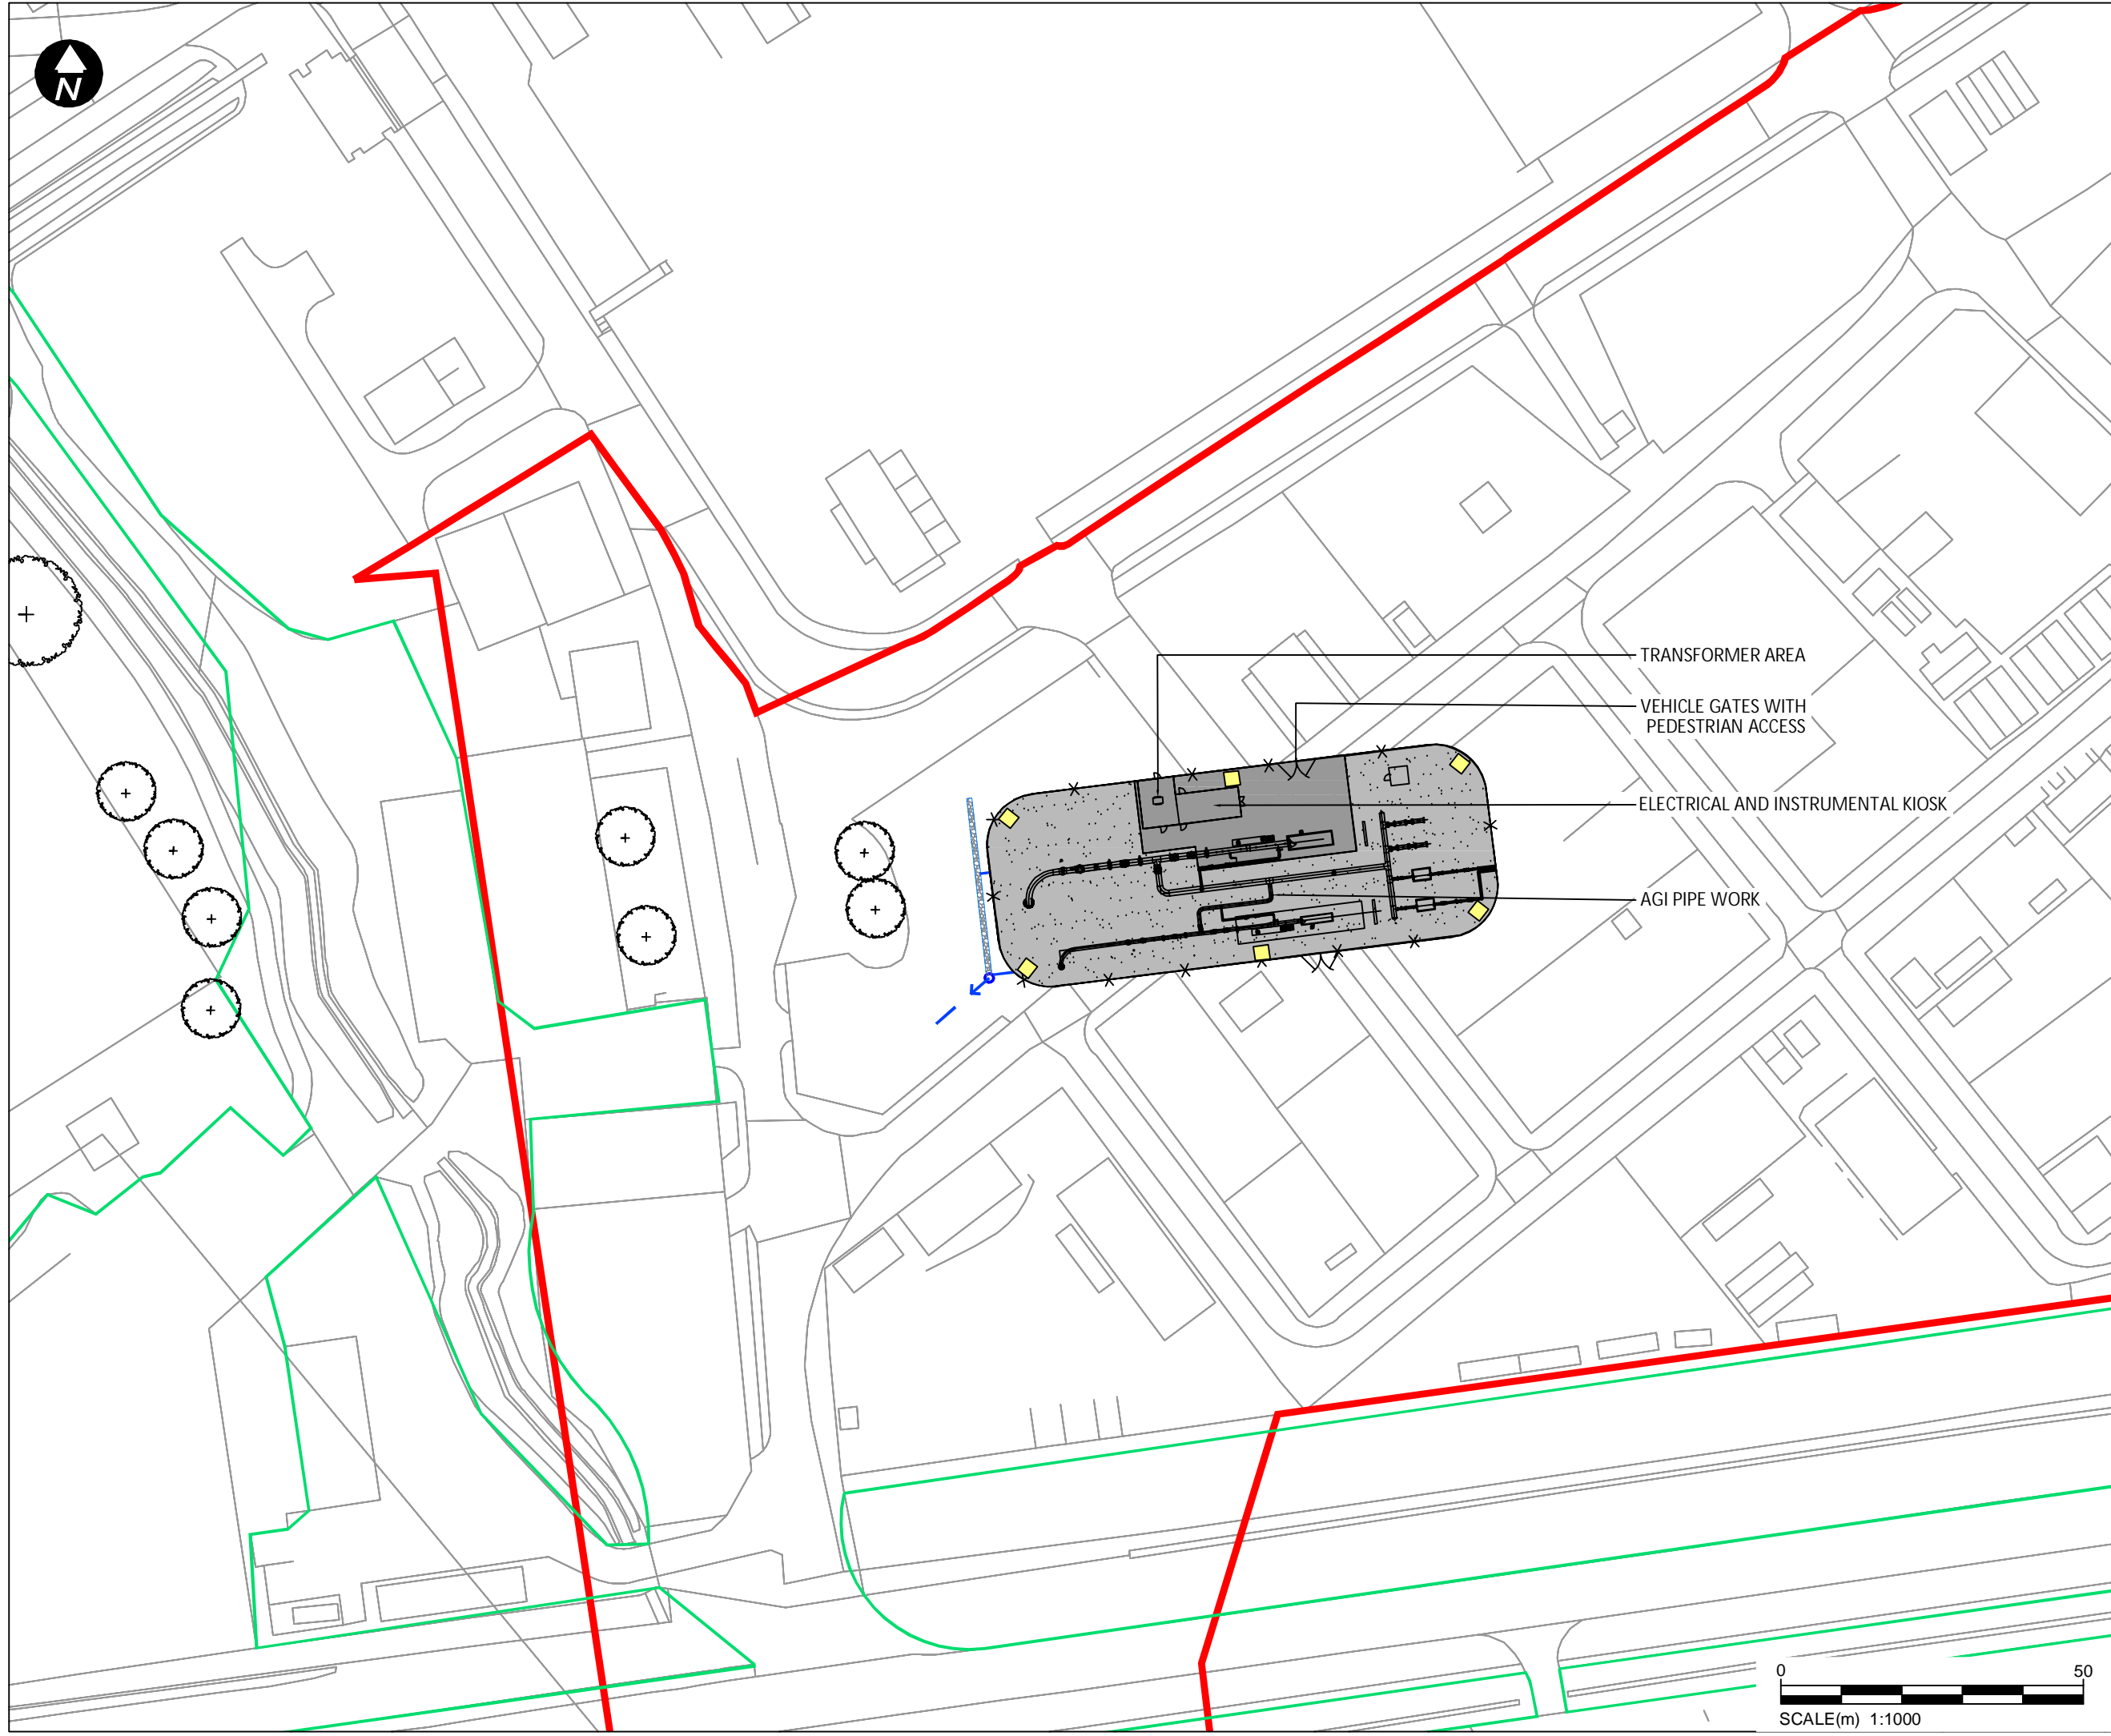 N
TRANSFORMER AREA
VEHICLE GATES WITH
PEDESTRIAN ACCESS
ELECTRICAL AND INSTRUMENTAL KIOSK
AGI PIPE WORK
0 50
SCALE(m) 1:1000